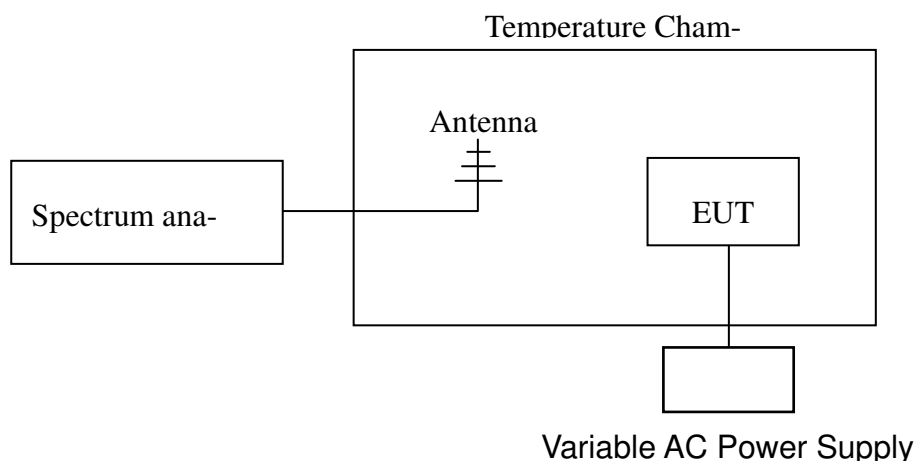 Temperature Cham-
Antenna
Spectrum ana-
EUT
Variable AC Power Supply